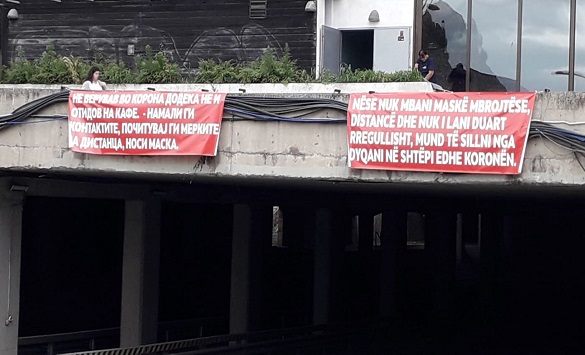 НЕ ВЕРУВАВ ВО КОРОНА ДОДЕКА НЕ И
ОТИДОВ НА КАФЕ. - НАМАЛИ ГИ
КОНТАКТИТЕ, ПОЧИТУВАЈ ГИ МЕРКИТЕ
ЗА ДИСТАНЦА, НОСИ МАСКА.
NËSE NUK MBANI MASKË MBROJTËSE,
DISTANCË DHE NUK I LANI DUART
RREGULLISHT, MUND TË SILLNI NGA
DYQANI NË SHTËPI EDHE KORONËN.